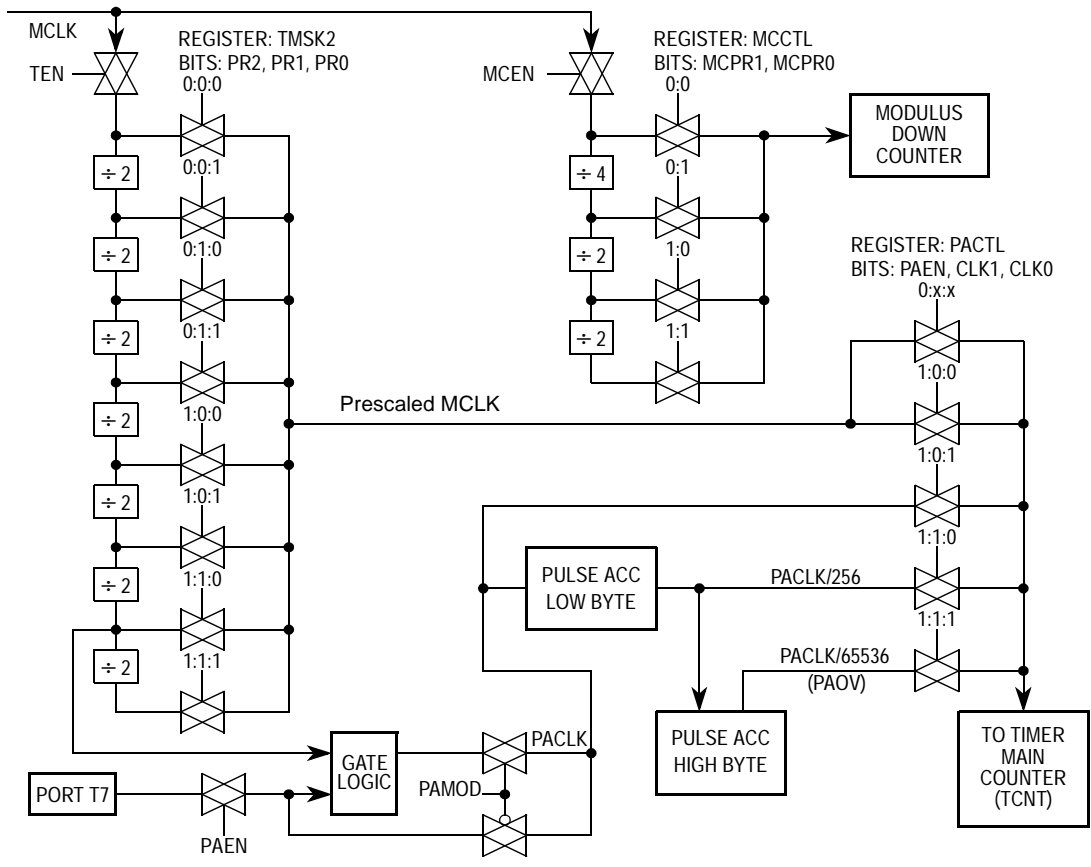 MCLK
TEN
REGISTER: TMSK2
BITS: PR2, PR1, PR0
0:0:0
÷ 2
0:0:1
÷ 2
0:1:0
÷ 2
0:1:1
÷ 2
1:0:0
÷ 2
1:0:1
÷ 2
1:1:0
÷ 2
1:1:1
MCEN
REGISTER: MCCTL
BITS: MCPR1, MCPR0
0:0
÷ 4
0:1
÷ 2
1:0
÷ 2
1:1
MODULUS
DOWN
COUNTER
REGISTER: PACTL
BITS: PAEN, CLK1, CLK0
0:x:x
1:0:0
1:0:1
1:1:0
1:1:1
Prescaled MCLK
PULSE ACC
LOW BYTE
PACLK/256
PACLK/65536
(PAOV)
PULSE ACC
HIGH BYTE
TO TIMER
MAIN
COUNTER
(TCNT)
PORT T7
PAEN
GATE
LOGIC
PACLK
PAMOD